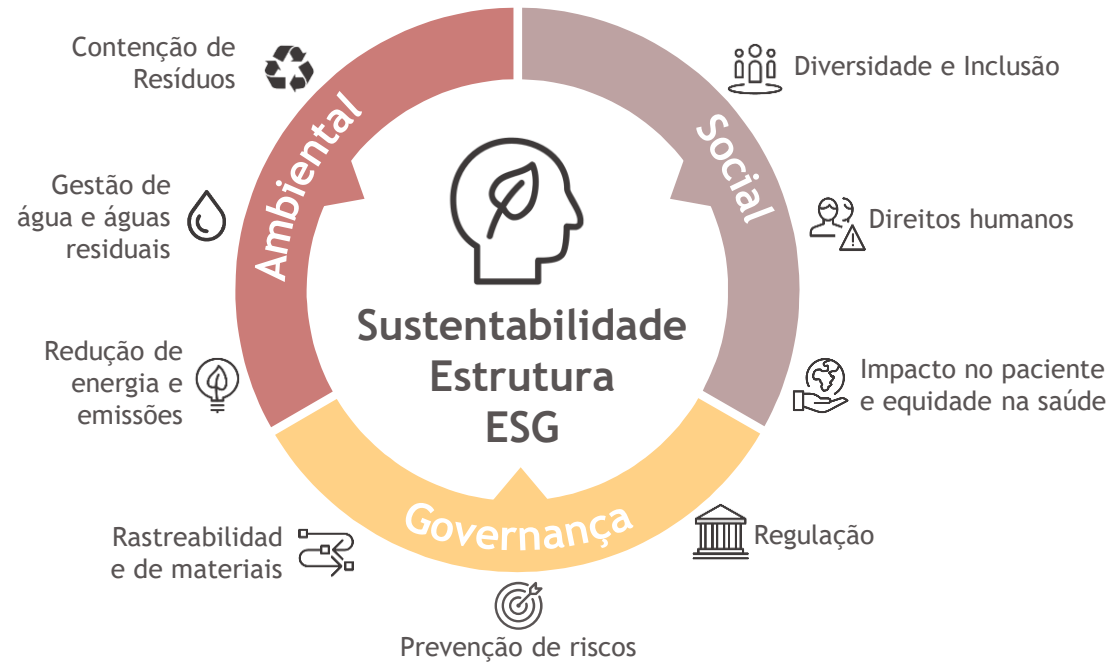 Contenção de
Resíduos
Gestão de
água e águas
residuais
Redução de
energia e
emissões
Ambiental
Social
Governança
Sustentabilidade
Estrutura
ESG
Diversidade e Inclusão
Direitos humanos
Impacto no paciente
e equidade na saúde
Rastreabilidad
e de materiais
Prevenção de riscos
Regulação